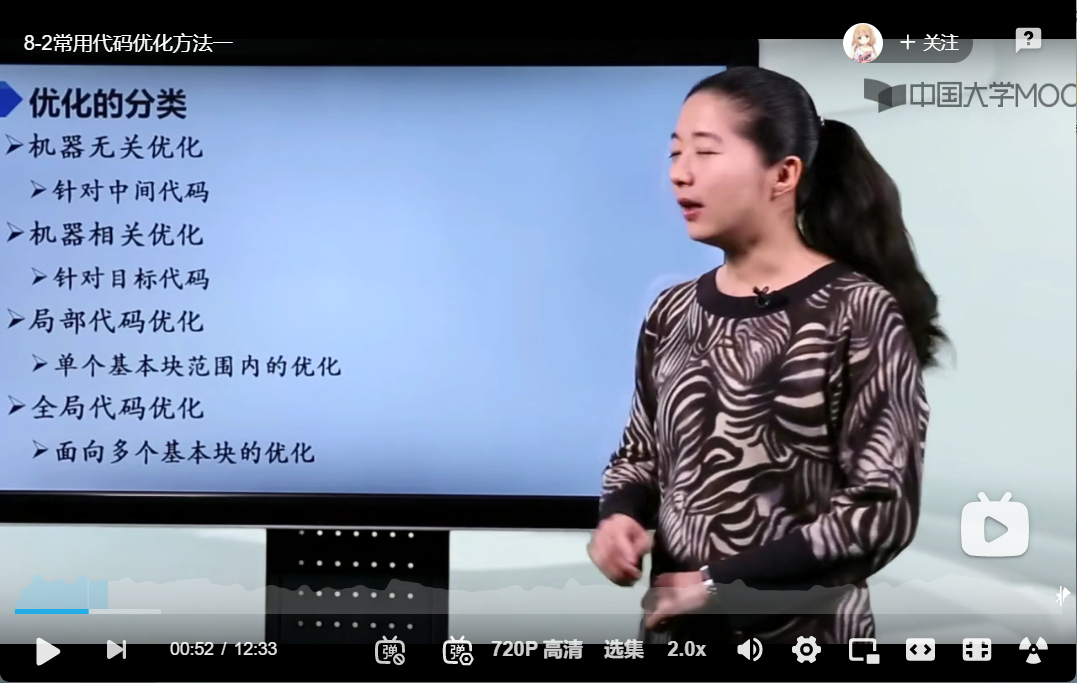 8-2常用代码优化方法一
+ 关注
中国大学MOO
优化的分类
➢机器无关优化
➢针对中间代码
➢机器相关优化
➢针对目标代码
➢局部代码优化
➢单个基本块范围内的优化
➢全局代码优化
➢面向多个基本块的优化
00:52 / 12:33
弹
弹
720P 高清
选集
2.0x